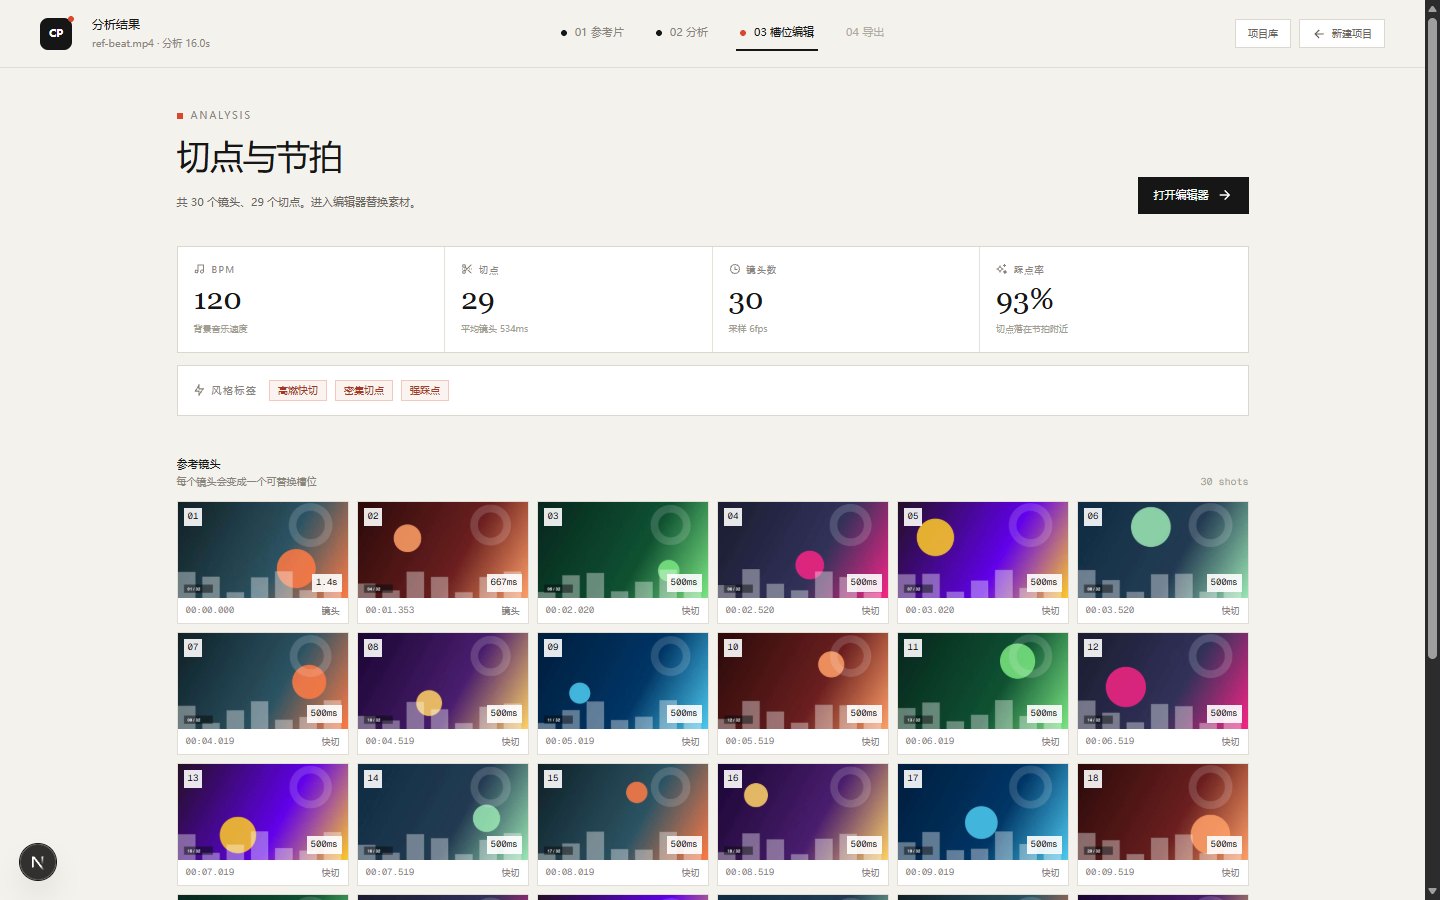 CP
分析结果
ref-beat.mp4 · 分析 16.0s
01 参考片
02 分析
03 槽位编辑
04 导出
项目库
← 新建项目
ANALYSIS
切点与节拍
共 30 个镜头、29 个切点。进入编辑器替换素材。
打开编辑器 →
BPM
120
背景音乐速度
切点
29
平均镜头 534ms
镜头数
30
采样 6fps
踩点率
93%
切点落在节拍附近
风格标签
高燃快切
密集切点
强踩点
参考镜头
每个镜头会变成一个可替换槽位
30 shots
01
1.4s
00:00.000
镜头
02
667ms
00:01.353
镜头
03
500ms
00:02.020
快切
04
500ms
00:02.520
快切
05
500ms
00:03.020
快切
06
500ms
00:03.520
快切
07
500ms
00:04.019
快切
08
500ms
00:04.519
快切
09
500ms
00:05.019
快切
10
500ms
00:05.519
快切
11
500ms
00:06.019
快切
12
500ms
00:06.519
快切
13
500ms
00:07.019
快切
14
500ms
00:07.519
快切
15
500ms
00:08.019
快切
16
500ms
00:08.519
快切
17
500ms
00:09.019
快切
18
500ms
00:09.519
快切
N